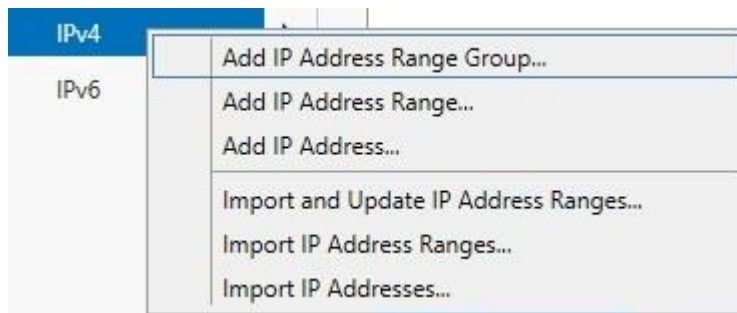 IPv4
Add IP Address Range Group...
IPv6
Add IP Address Range...
Add IP Address...
Import and Update IP Address Ranges...
Import IP Address Ranges...
Import IP Addresses...